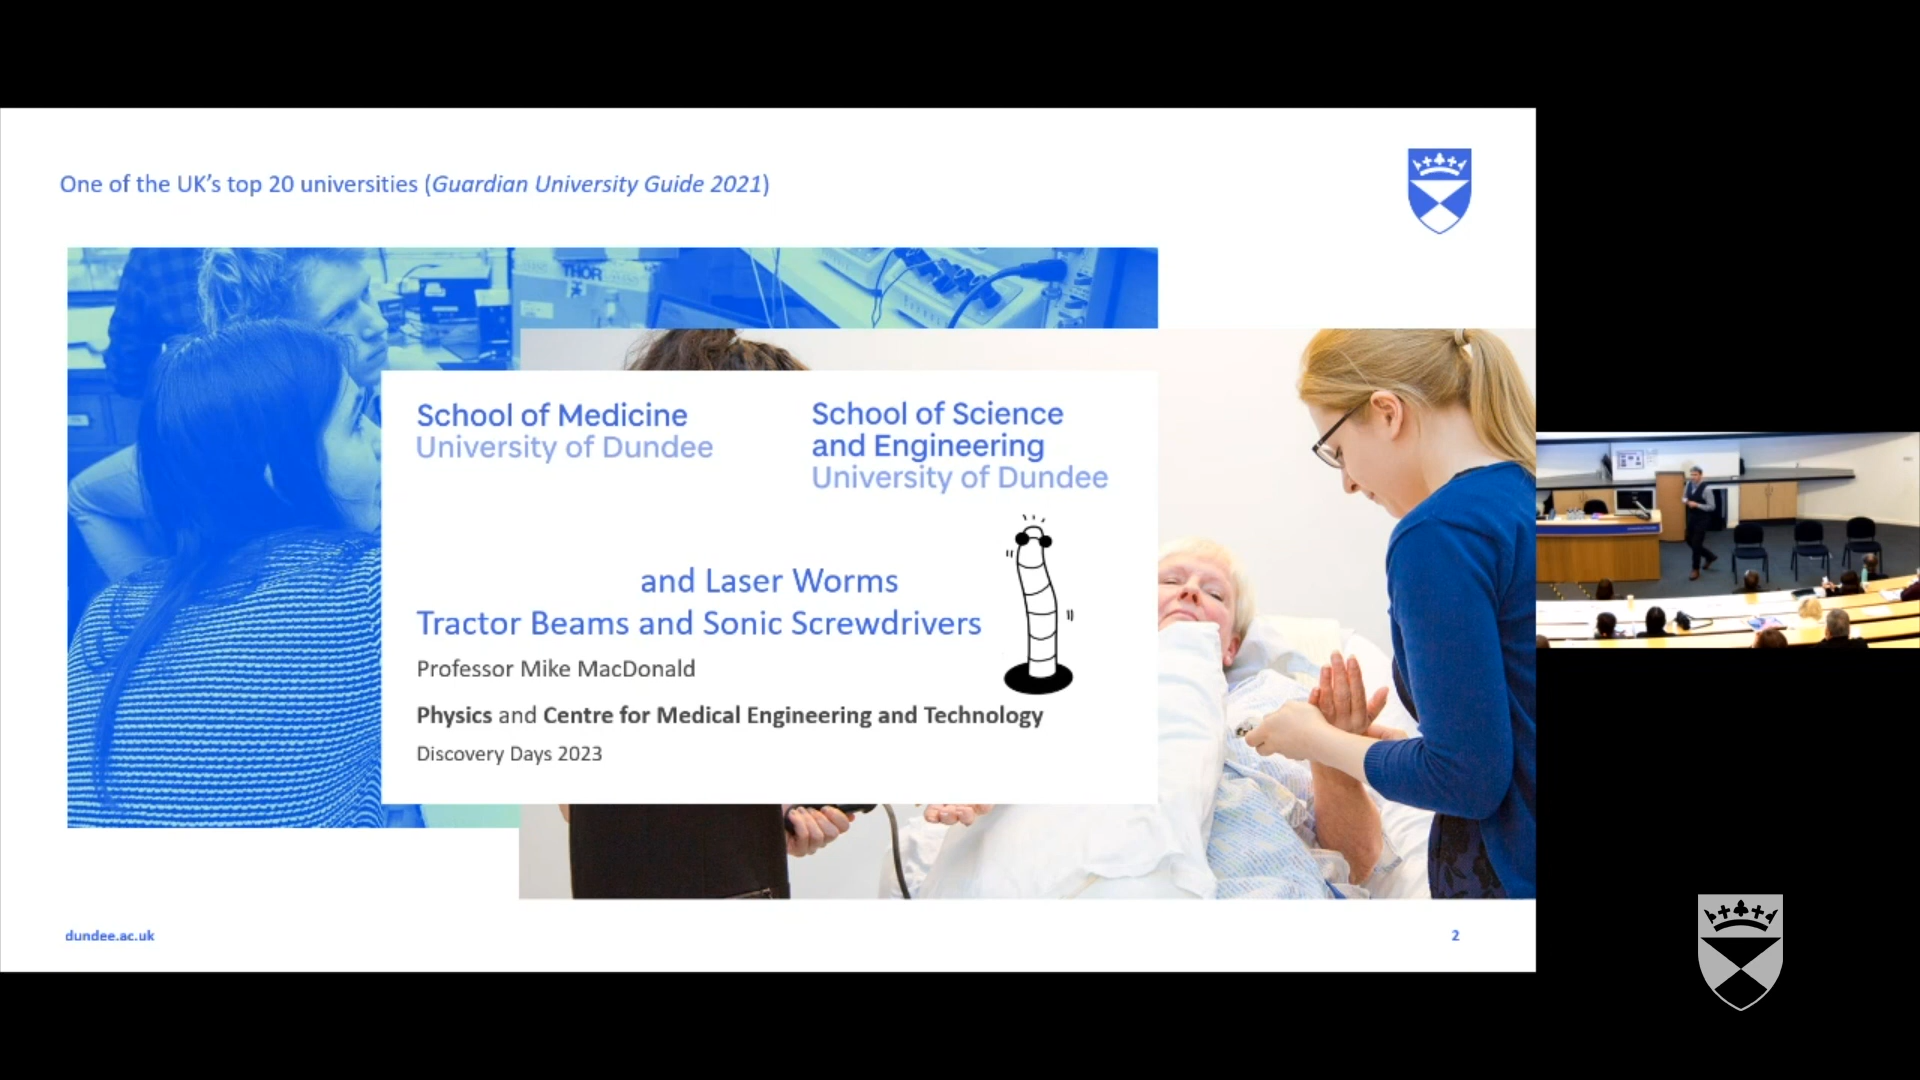 One of the UK's top 20 universities (Guardian University Guide 2021)
THOR
School of Medicine
University of Dundee
School of Science
and Engineering
University of Dundee
and Laser Worms
Tractor Beams and Sonic Screwdrivers
Professor Mike MacDonald
Physics and Centre for Medical Engineering and Technology
Discovery Days 2023
dundee.ac.uk
2